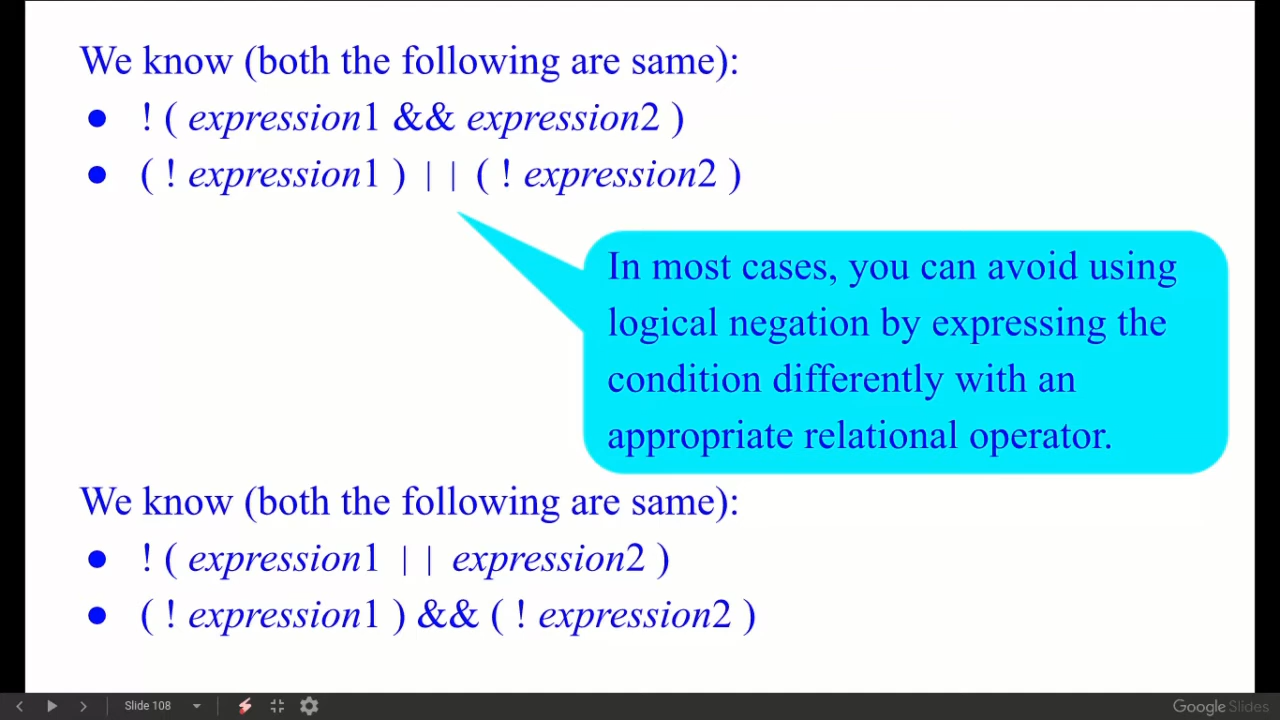 We know (both the following are same):
● ! ( expression1 && expression2 )
● ( ! expression1 ) || ( ! expression2 )
In most cases, you can avoid using
logical negation by expressing the
condition differently with an
appropriate relational operator.
We know (both the following are same):
● ! ( expression1 || expression2 )
● ( ! expression1 ) && ( ! expression2 )
Slide 108
Google Slides